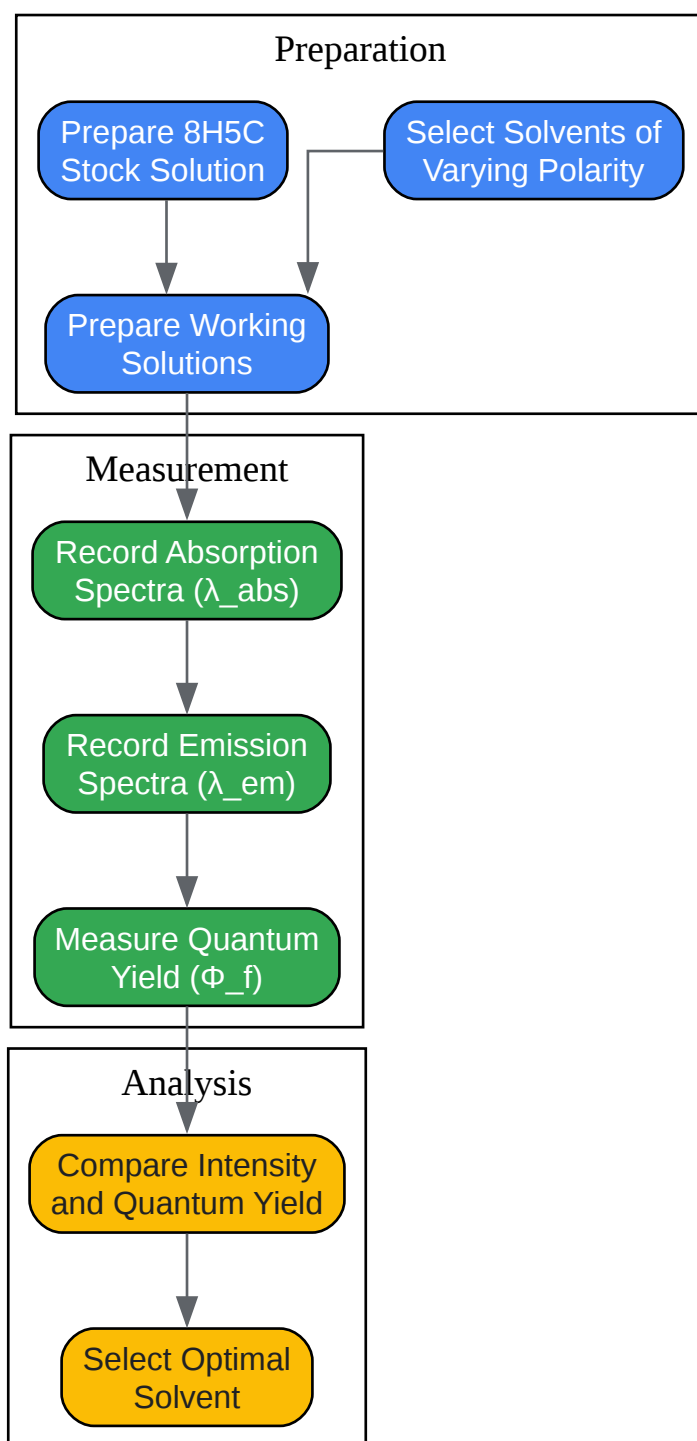 Preparation
Prepare 8H5C
Stock Solution
Select Solvents of
Varying Polarity
Prepare Working
Solutions
Measurement
Record Absorption
Spectra (λ_abs)
Record Emission
Spectra (λ_em)
Measure Quantum
Yield (Φ_f)
Analysis
Compare Intensity
and Quantum Yield
Select Optimal
Solvent